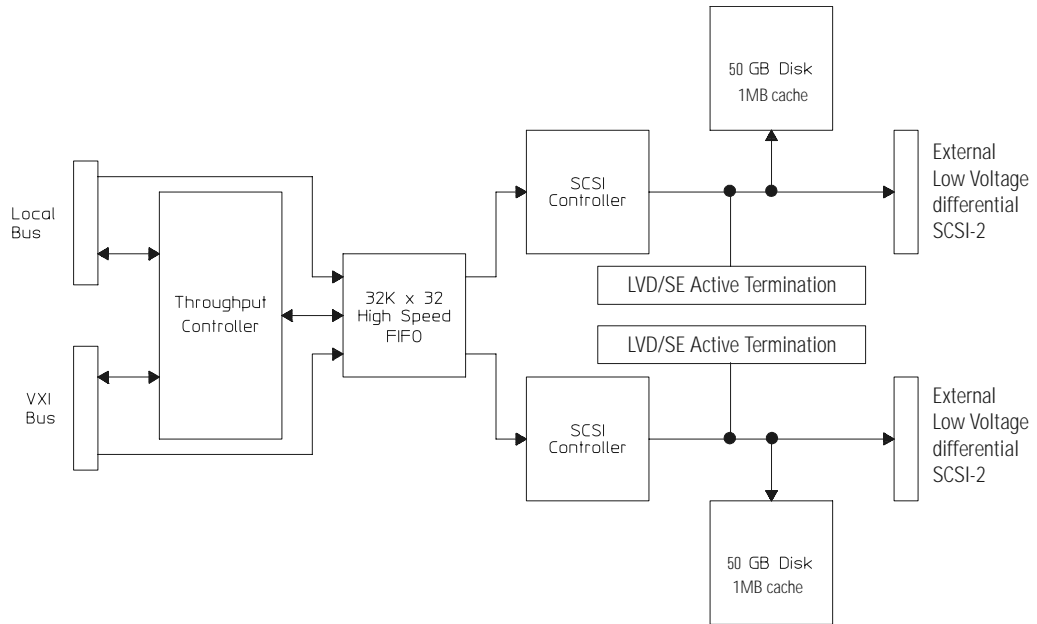 50 GB Disk
1MB cache
Local
Bus
Throughput
Controller
32K x 32
High Speed
FIFO
SCSI
Controller
External
Low Voltage
differential
SCSI-2
LVD/SE Active Termination
LVD/SE Active Termination
VXI
Bus
SCSI
Controller
External
Low Voltage
differential
SCSI-2
50 GB Disk
1MB cache